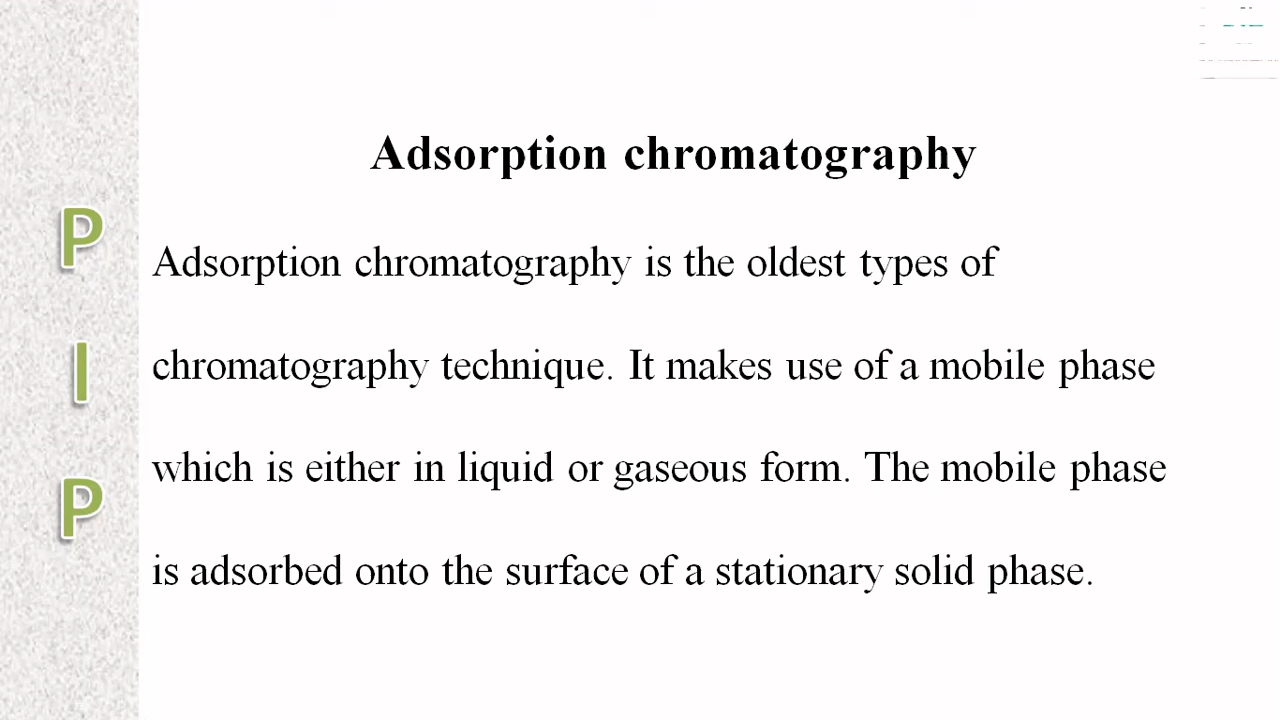 Adsorption chromatography
P
I
P
Adsorption chromatography is the oldest types of
chromatography technique. It makes use of a mobile phase
which is either in liquid or gaseous form. The mobile phase
is adsorbed onto the surface of a stationary solid phase.